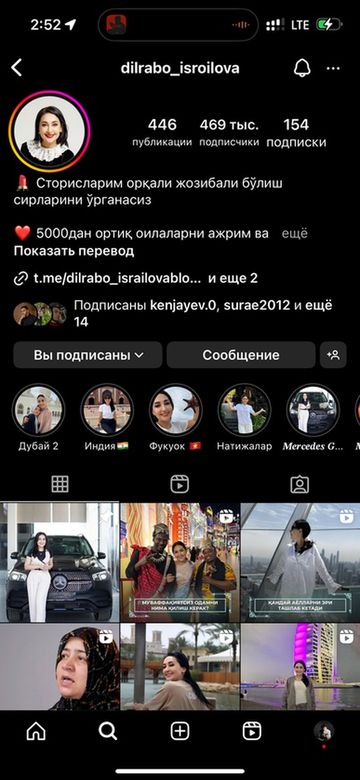 2:52
LTE
dilrabo_isroilova
446 469 тыс. 154
публикации подписчики подписки
💄 Сторисларим орқали жозибали бўлиш
сирларини ўрганасиз
❤️ 5000дан ортиқ оилаларни ажрим ва ещё
Показать перевод
t.me/dilrabo_israilovablo... и еще 2
Подписаны kenjayev.0, surae2012 и ещё
14
Вы подписаны
Сообщение
Дубай 2
Индия🇮🇳
Фукуок 🇻🇳
Натижалар
Mercedes G...
МУВАФФАҚИЯТСИЗ ОДАМНИ
НИМА ҚИЛИШ КЕРАК?
ҚАНДАЙ АЁЛЛАРНИ ЭРИ
ТАШЛАБ КЕТАДИ